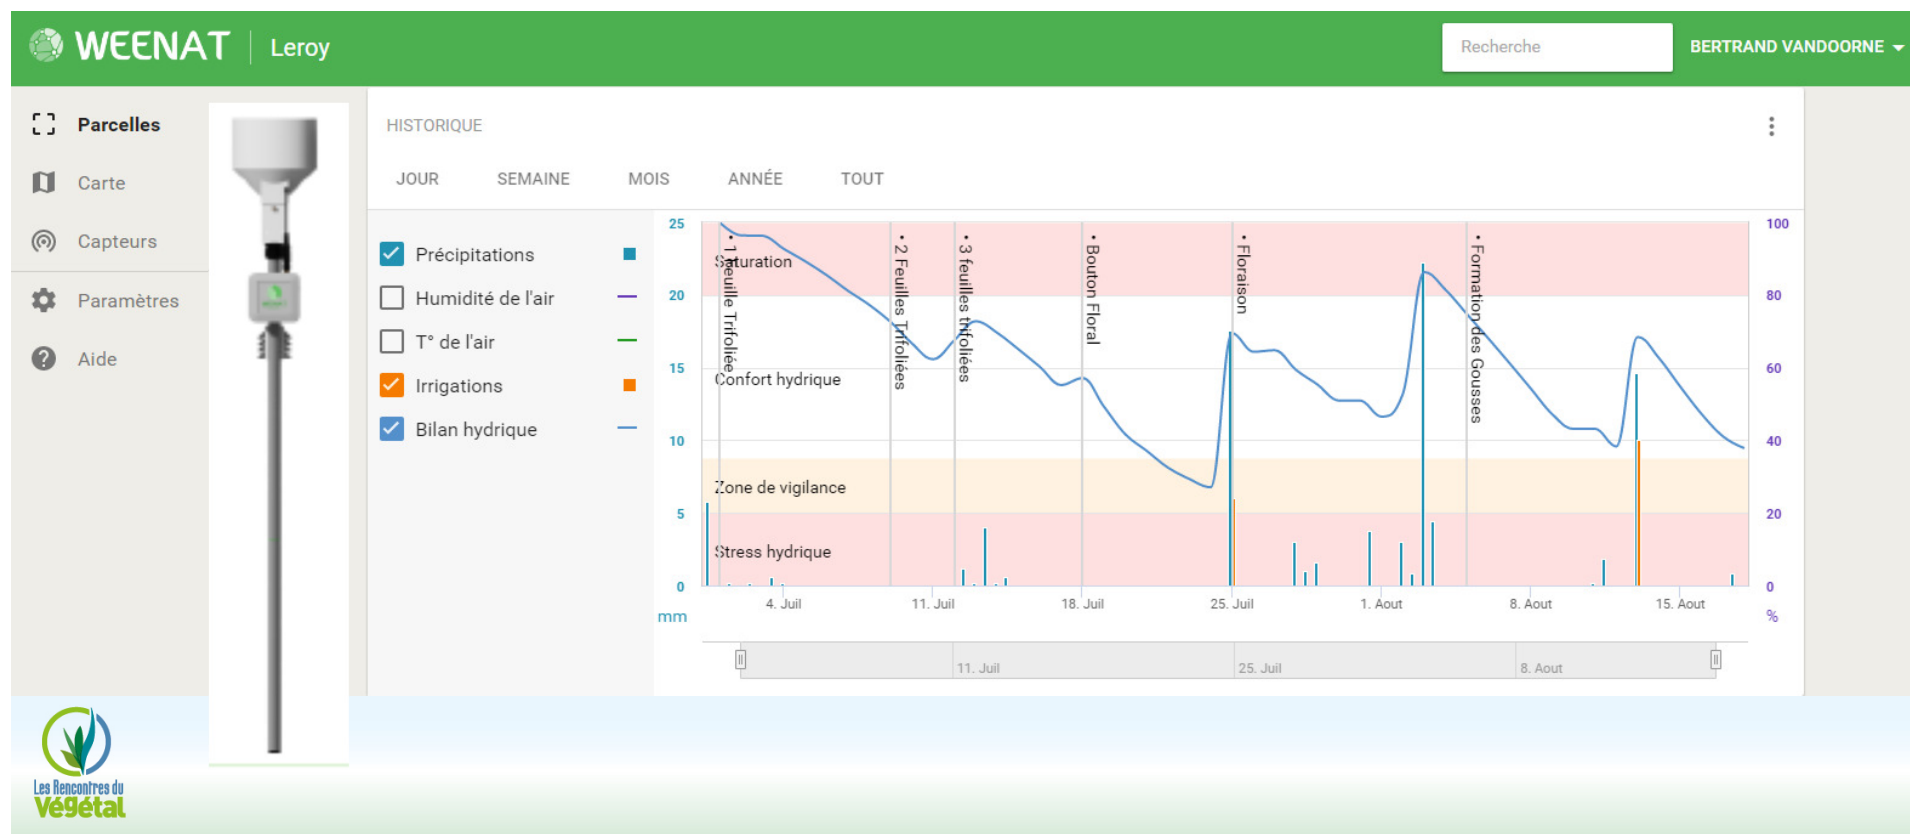 WEENAT Leroy
Recherche
BERTRAND VANDOORNE
Parcelles
Carte
Capteurs
Paramètres
Aide
HISTORIQUE
JOUR SEMAINE MOIS ANNÉE TOUT
Précipitations
Humidité de l'air
T° de l'air
Irrigations
Bilan hydrique
25
20
15
10
5
0
mm
100
80
60
40
20
0
%
Saturation
Confort hydrique
Zone de vigilance
Stress hydrique
• 1 Feuille Trifoliée
• 2 Feuilles Trifoliées
• 3 feuilles trifoliées
• Bouton Floral
• Floraison
• Formation des Gousses
4. Juil 11. Juil 18. Juil 25. Juil 1. Aout 8. Aout 15. Aout
11. Juil 25. Juil 8. Aout
Les Rencontres du
Végétal